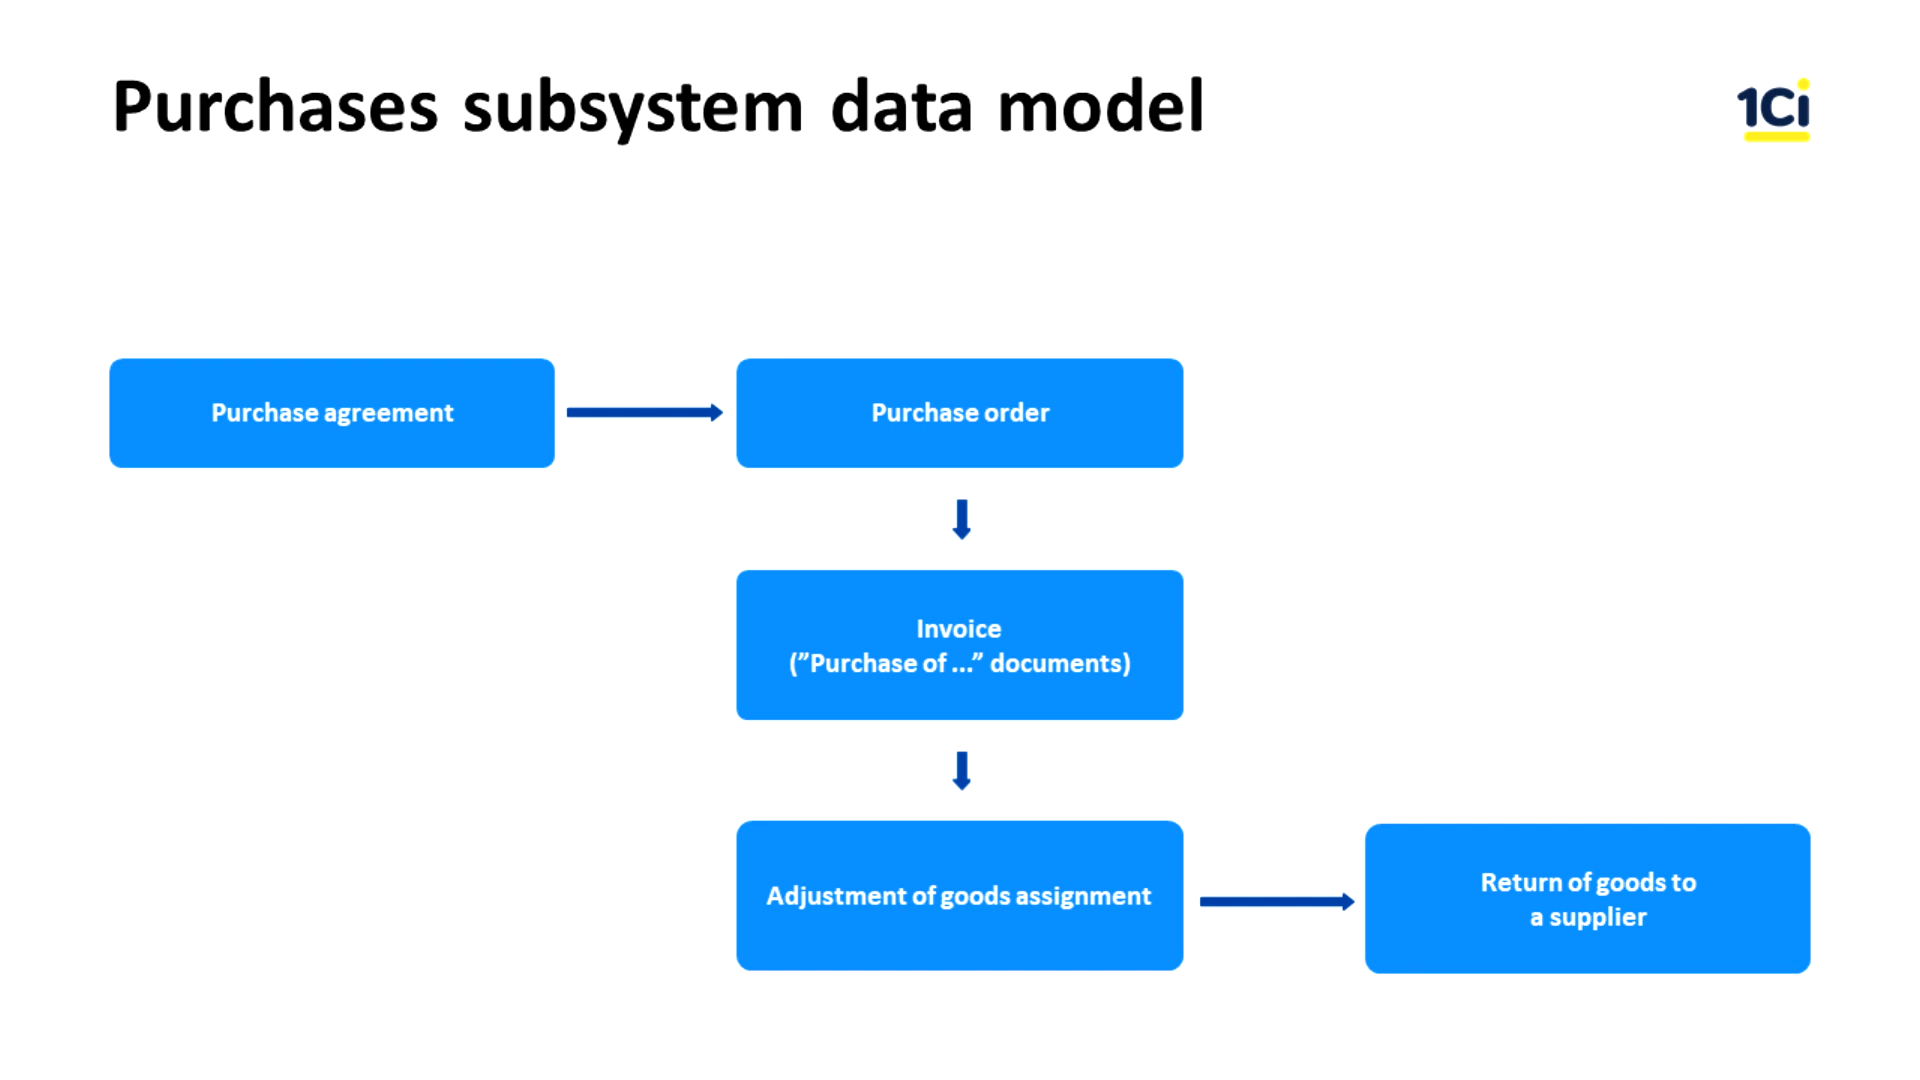 Purchases subsystem data model
1Ci
Purchase agreement
Purchase order
Invoice
(”Purchase of ...” documents)
Adjustment of goods assignment
Return of goods to
a supplier